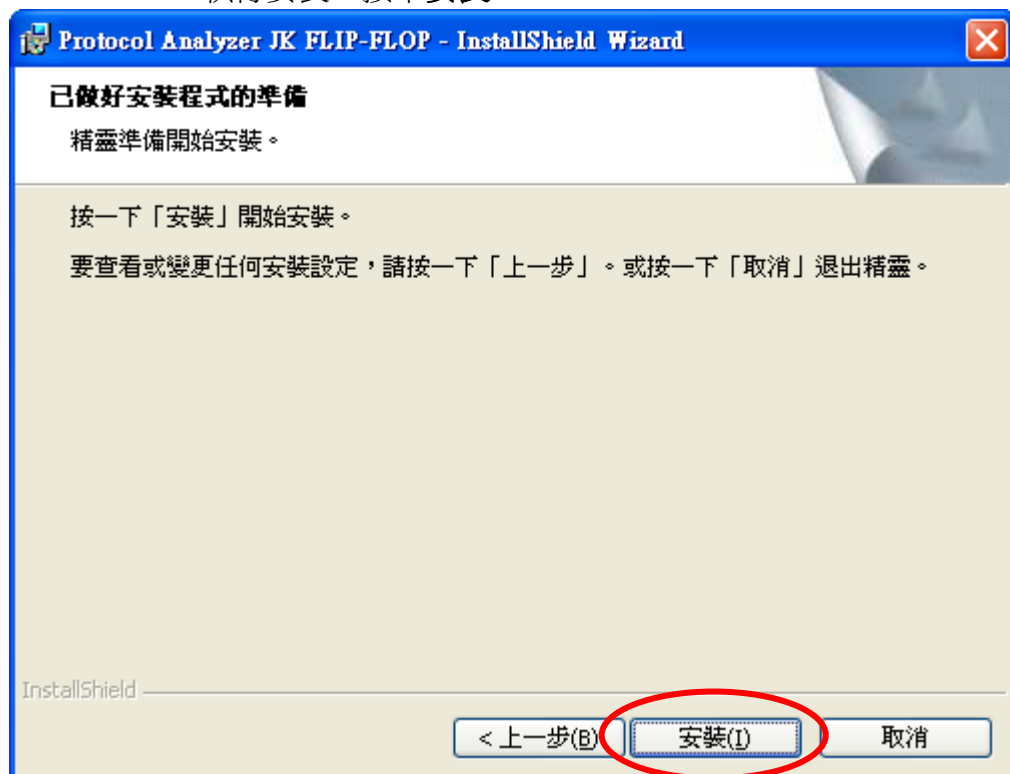 Protocol Analyzer JK FLIP-FLOP - InstallShield Wizard
已做好安裝程式的準備
精靈準備開始安裝。
按一下「安裝」開始安裝。
要查看或變更任何安裝設定，請按一下「上一步」。或按一下「取消」退出精靈。
InstallShield
< 上一步(B) 安裝(I) 取消